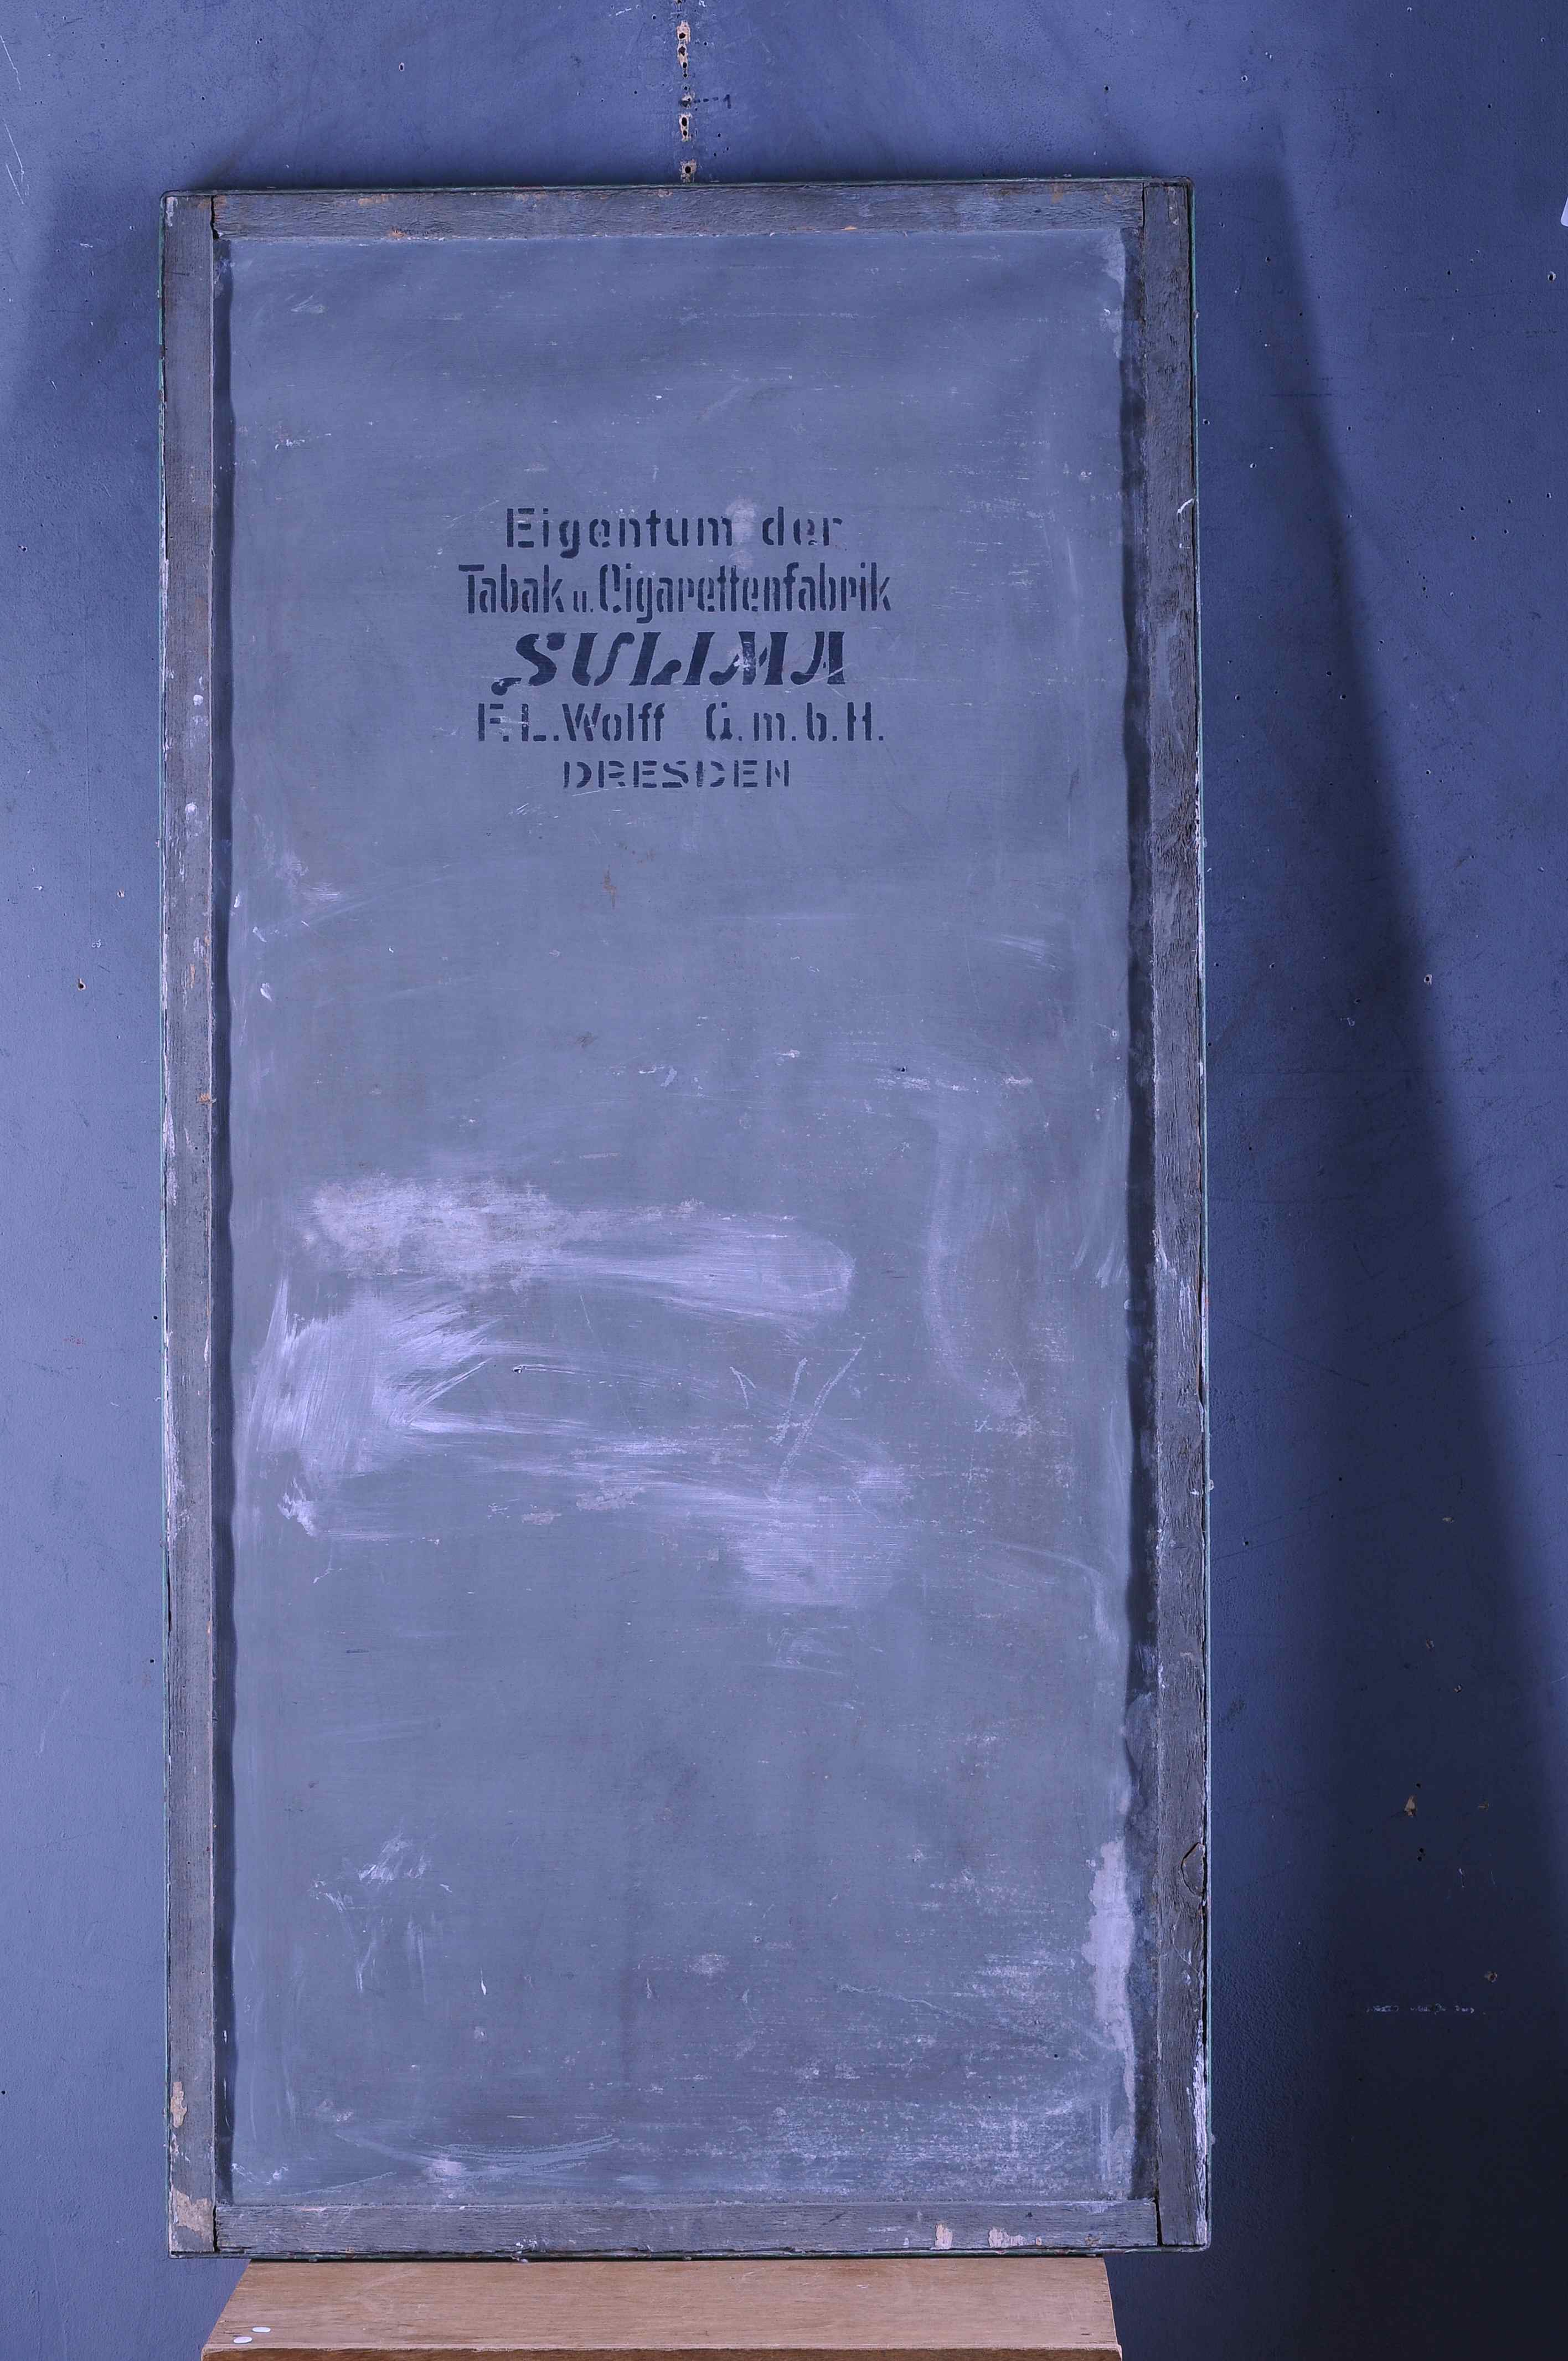 Eigentum der
Tabak u. Cigarettenfabrik
SULIMA
F.L.Wolff G.m.b.H.
DRESDEN